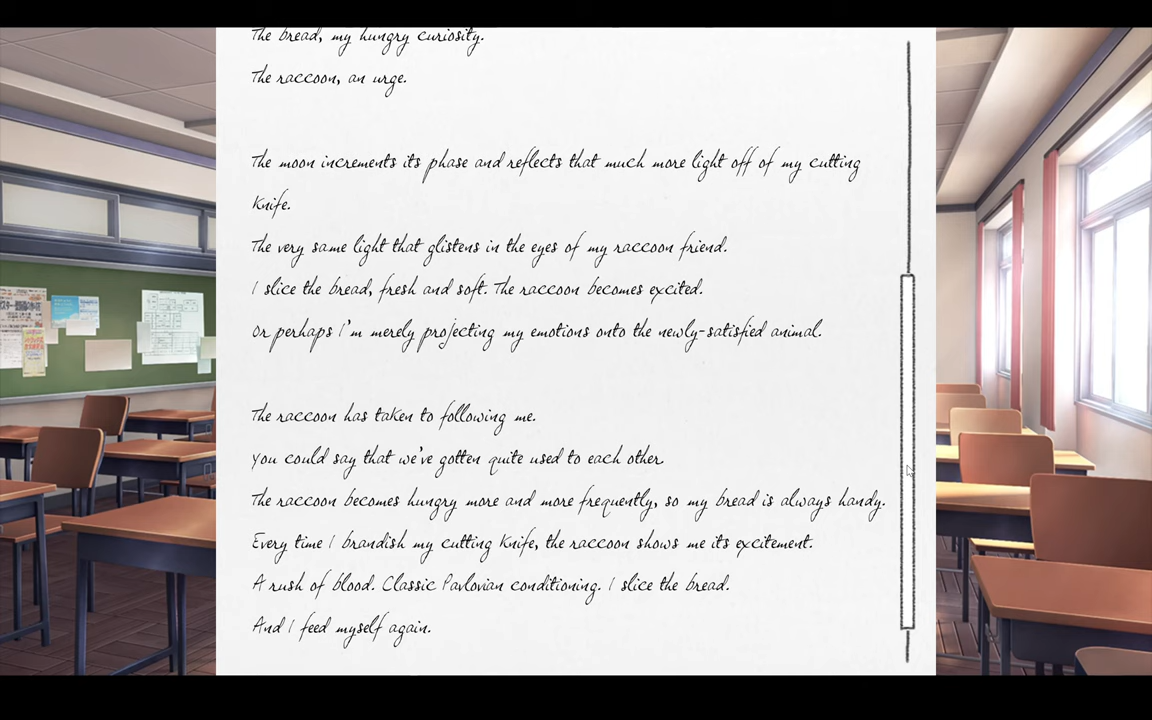 The bread, my hungry curiosity.
The raccoon, an urge.
The moon increments its phase and reflects that much more light off of my cutting
knife.
The very same light that glistens in the eyes of my raccoon friend.
I slice the bread, fresh and soft. The raccoon becomes excited.
Or perhaps I'm merely projecting my emotions onto the newly-satisfied animal.
The raccoon has taken to following me.
You could say that we've gotten quite used to each other.
The raccoon becomes hungry more and more frequently, so my bread is always handy.
Every time I brandish my cutting knife, the raccoon shows me its excitement.
A rush of blood. Classic Pavlovian conditioning. I slice the bread.
And I feed myself again.